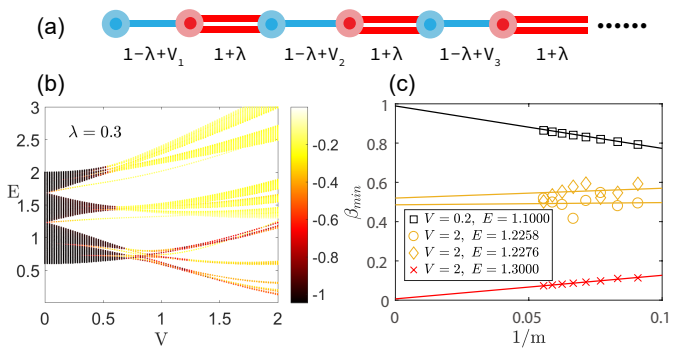 (a)
1-λ+V₁ 1+λ 1-λ+V₂ 1+λ 1-λ+V₃ 1+λ
(b)
λ = 0.3
E
3
2.5
2
1.5
1
0.5
0 0.5 1 1.5 2
V
-0.2
-0.4
-0.6
-0.8
-1
(c)
βmin
1
0.8
0.6
0.4
0.2
0
V = 0.2, E = 1.1000
V = 2, E = 1.2258
V = 2, E = 1.2276
V = 2, E = 1.3000
0 0.05 0.1
1/m